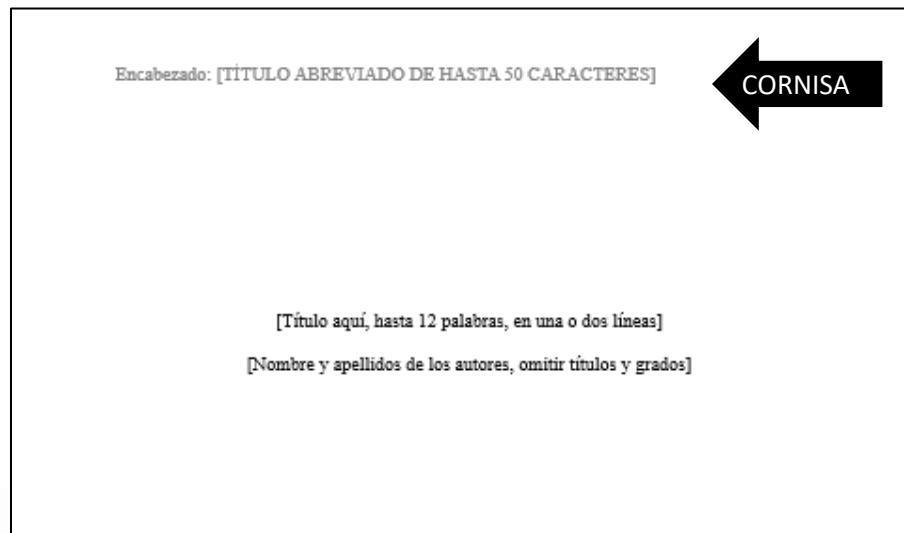 Encabezado: [TÍTULO ABREVIADO DE HASTA 50 CARACTERES]
CORNISA
[Título aquí, hasta 12 palabras, en una o dos líneas]
[Nombre y apellidos de los autores, omitir títulos y grados]